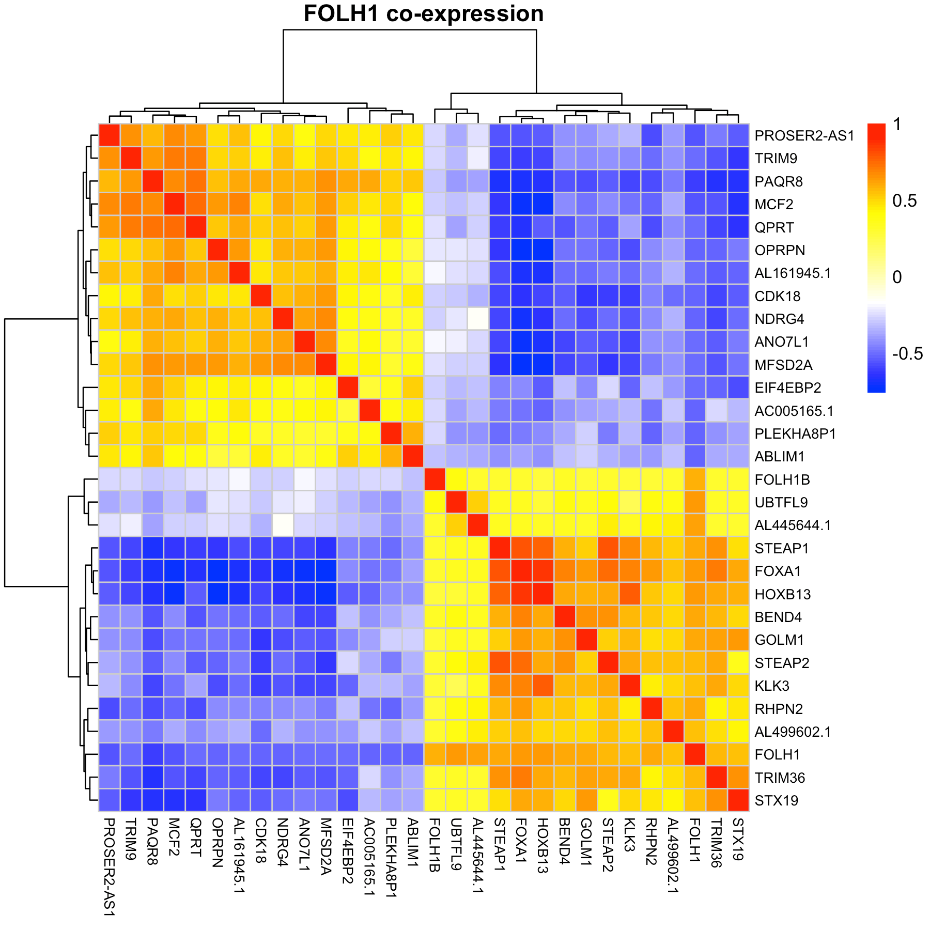 FOLH1 co-expression
1
0.5
0
-0.5
PROSER2-AS1
TRIM9
PAQR8
MCF2
QPRT
OPRPN
AL161945.1
CDK18
NDRG4
ANO7L1
MFSD2A
EIF4EBP2
AC005165.1
PLEKHA8P1
ABLIM1
FOLH1B
UBTFL9
AL445644.1
STEAP1
FOXA1
HOXB13
BEND4
GOLM1
STEAP2
KLK3
RHPN2
AL499602.1
FOLH1
TRIM36
STX19
PROSER2-AS1
TRIM9
PAQR8
MCF2
QPRT
OPRPN
AL161945.1
CDK18
NDRG4
ANO7L1
MFSD2A
EIF4EBP2
AC005165.1
PLEKHA8P1
ABLIM1
FOLH1B
UBTFL9
AL445644.1
STEAP1
FOXA1
HOXB13
BEND4
GOLM1
STEAP2
KLK3
RHPN2
AL499602.1
FOLH1
TRIM36
STX19